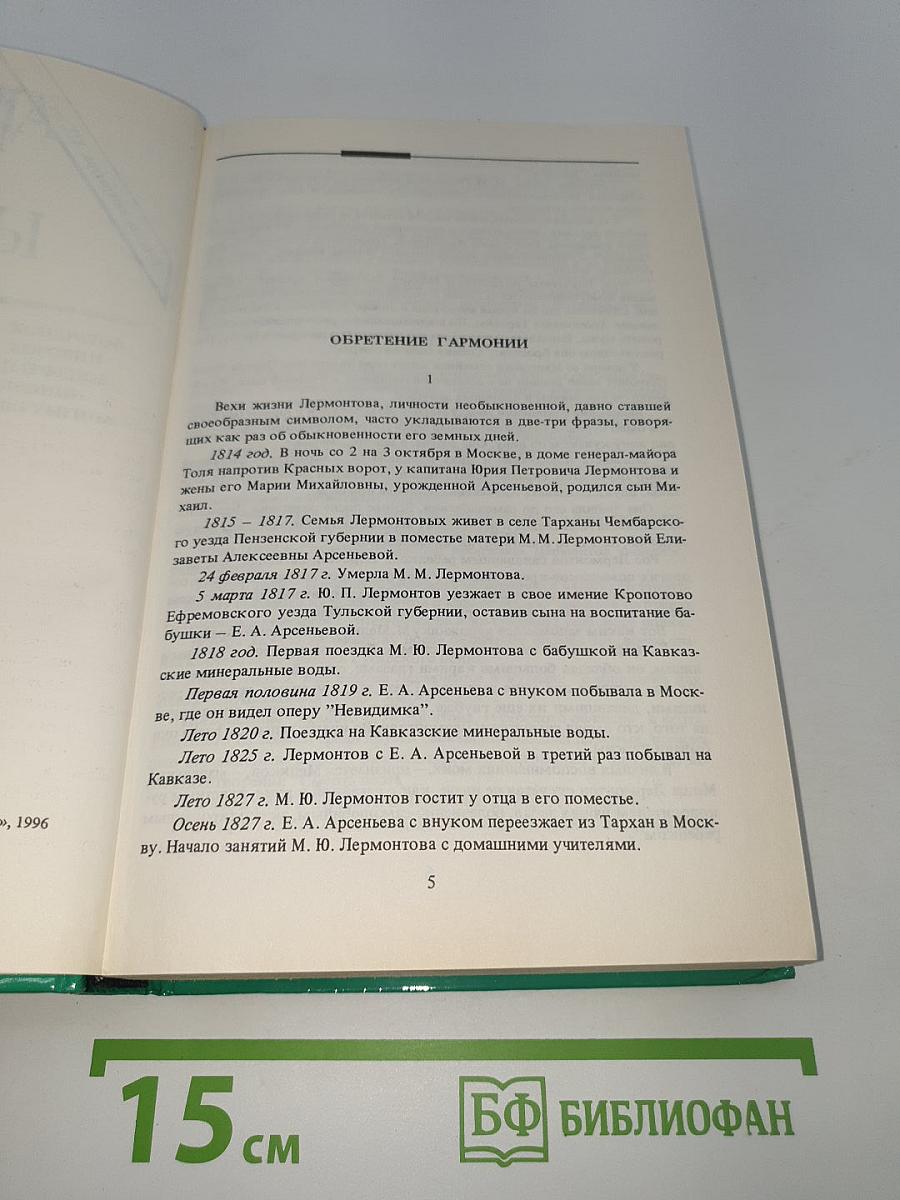 ОБРЕТЕНИЕ ГАРМОНИИ
1
Вехи жизни Лермонтова, личности необыкновенной, давно ставшей
своеобразным символом, часто укладываются в две-три фразы, говоря-
щих как раз об обыкновенности его земных дней.
1814 год. В ночь со 2 на 3 октября в Москве, в доме генерал-майора
Толя напротив Красных ворот, у капитана Юрия Петровича Лермонтова и
жены его Марии Михайловны, урожденной Арсеньевой, родился сын Ми-
хаил.
1815 – 1817. Семья Лермонтовых живет в селе Тарханы Чембарско-
го уезда Пензенской губернии в поместье матери М. М. Лермонтовой Ели-
заветы Алексеевны Арсеньевой.
24 февраля 1817 г. Умерла М. М. Лермонтова.
5 марта 1817 г. Ю. П. Лермонтов уезжает в свое имение Кропотово
Ефремовского уезда Тульской губернии, оставив сына на воспитание ба-
бушки – Е. А. Арсеньевой.
1818 год. Первая поездка М. Ю. Лермонтова с бабушкой на Кавказ-
ские минеральные воды.
Первая половина 1819 г. Е. А. Арсеньева с внуком побывала в Моск-
ве, где он видел оперу "Невидимка".
Лето 1820 г. Поездка на Кавказские минеральные воды.
Лето 1825 г. Лермонтов с Е. А. Арсеньевой в третий раз побывал на
Кавказе.
Лето 1827 г. М. Ю. Лермонтов гостит у отца в его поместье.
Осень 1827 г. Е. А. Арсеньева с внуком переезжает из Тархан в Моск-
ву. Начало занятий М. Ю. Лермонтова с домашними учителями.
5
», 1996
15 см
БФ БИБЛИОФАН